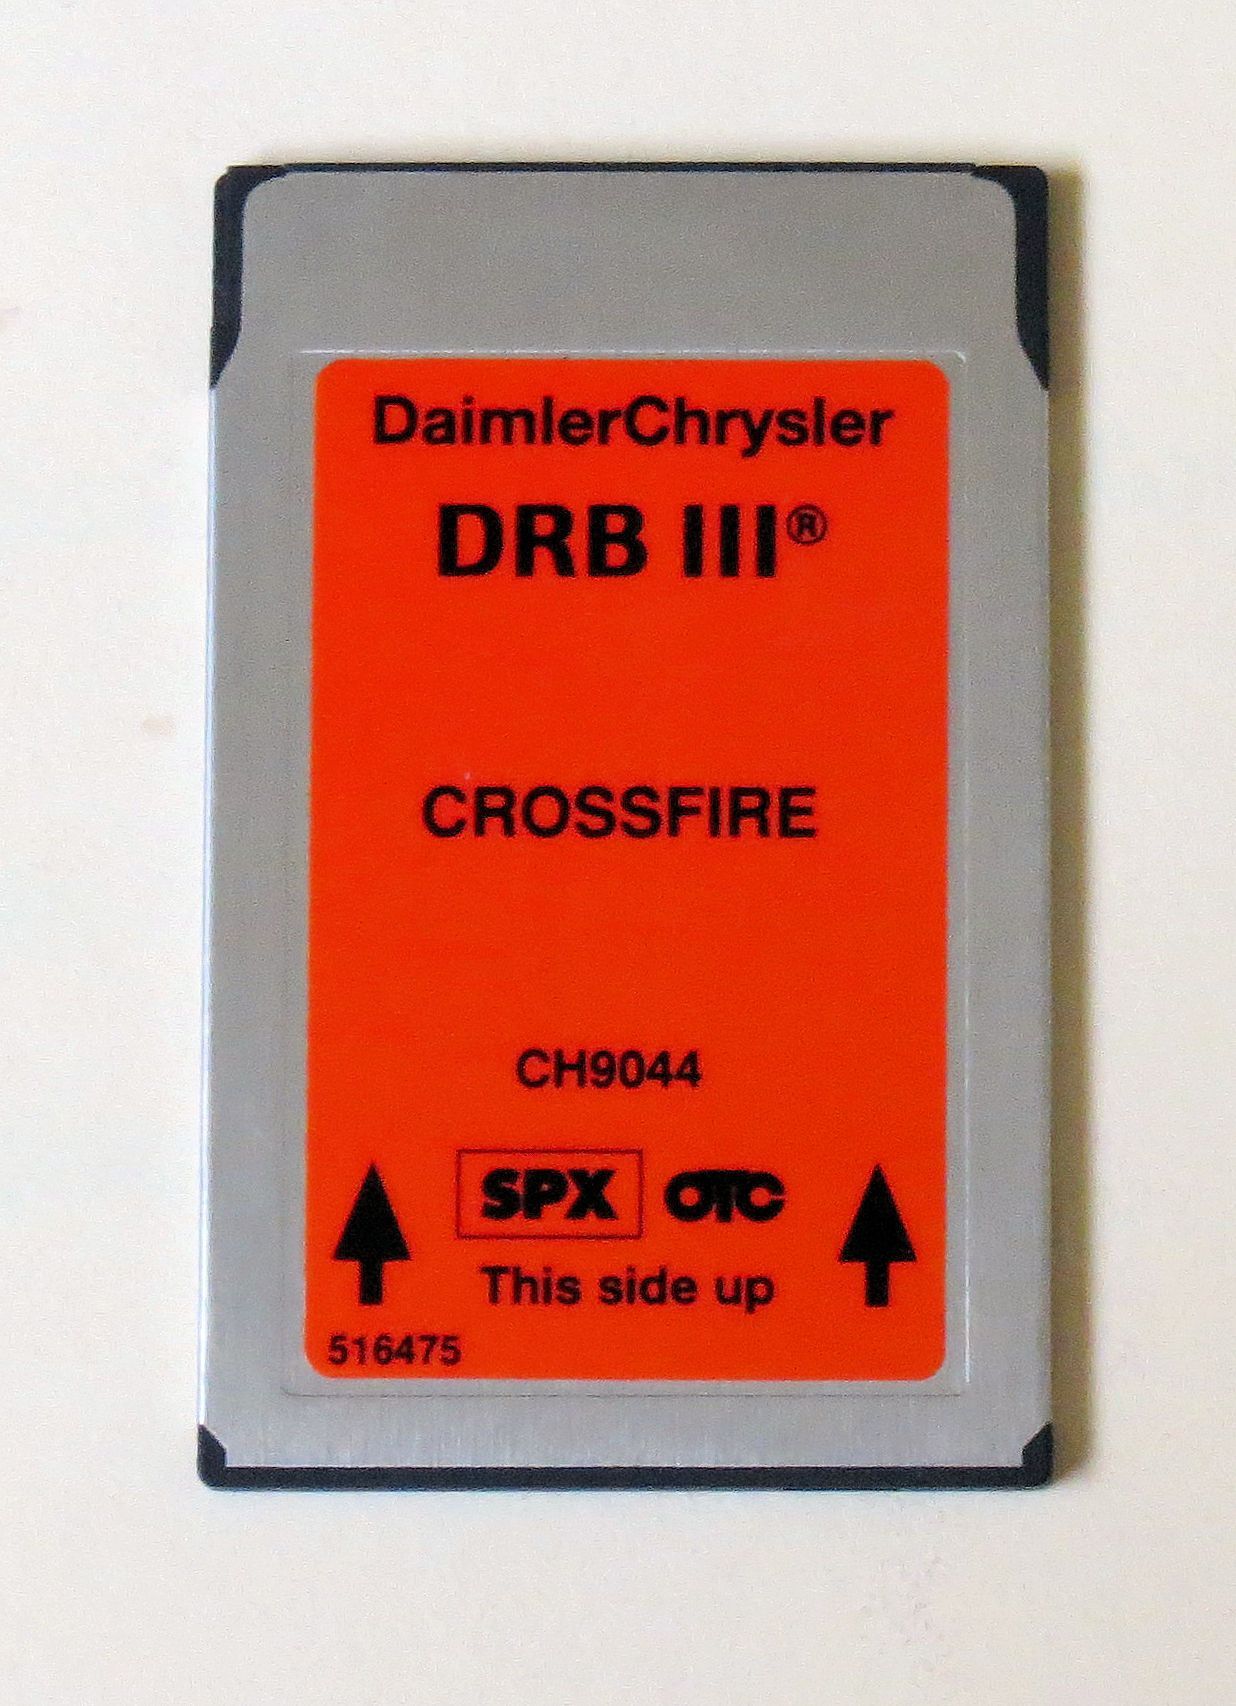 DaimlerChrysler
DRB III®
CROSSFIRE
CH9044
SPX OTC
This side up
516475